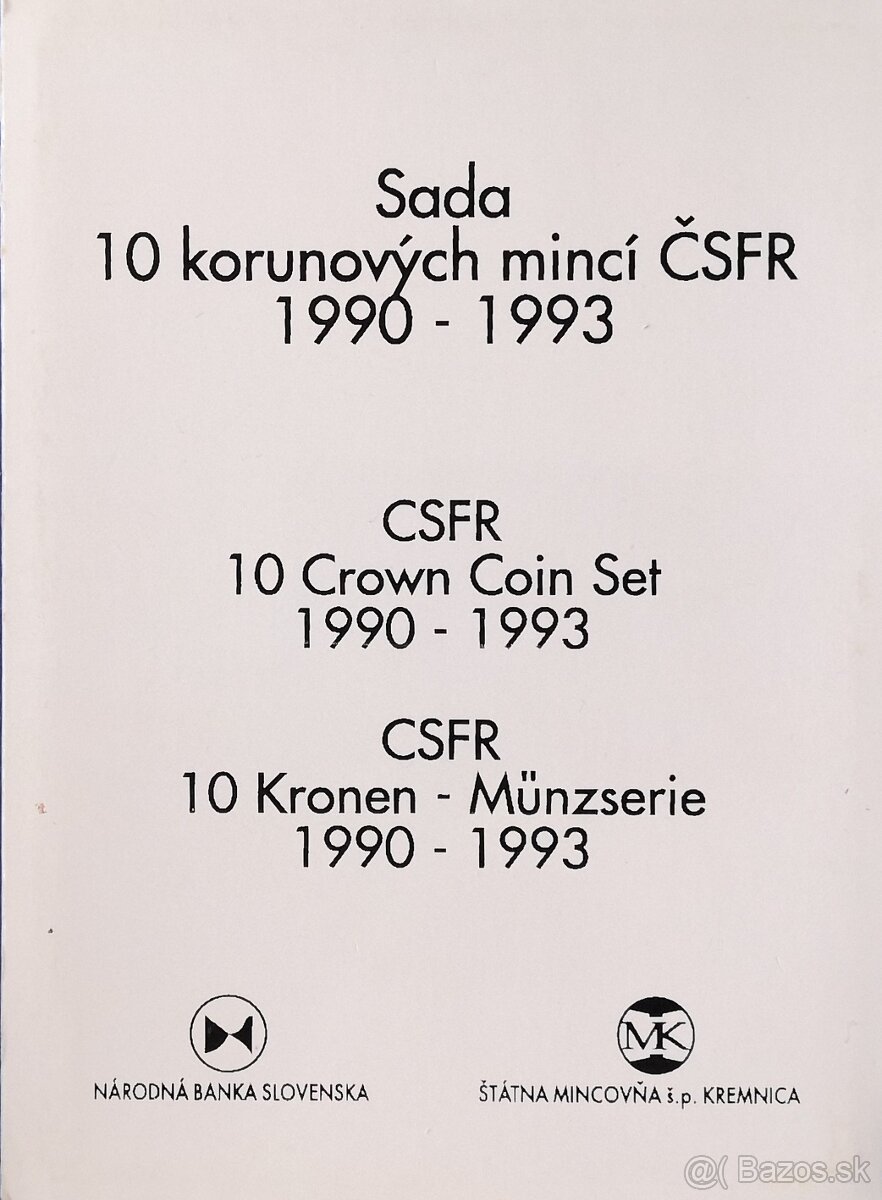 Sada
10 korunových mincí ČSFR
1990 - 1993
CSFR
10 Crown Coin Set
1990 - 1993
CSFR
10 Kronen - Münzserie
1990 - 1993
MK
NÁRODNÁ BANKA SLOVENSKA
ŠTÁTNA MINCOVŇA š.p. KREMNICA
@( Bazos.sk